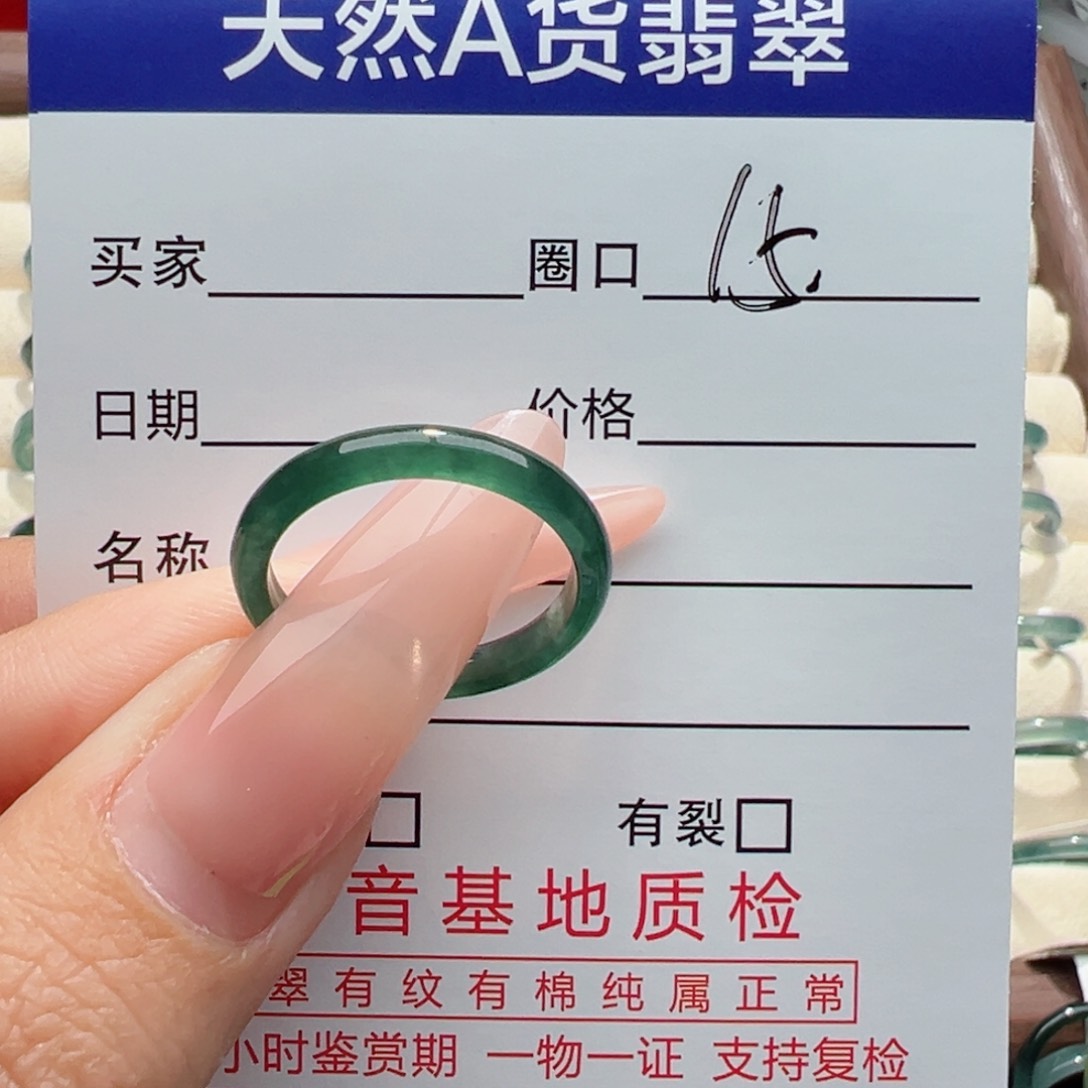 天然A货翡翠
买家 圈口 15
日期 价格
名称
有裂
音基地质检
翠有纹有棉纯属正常
小时鉴赏期 一物一证 支持复检